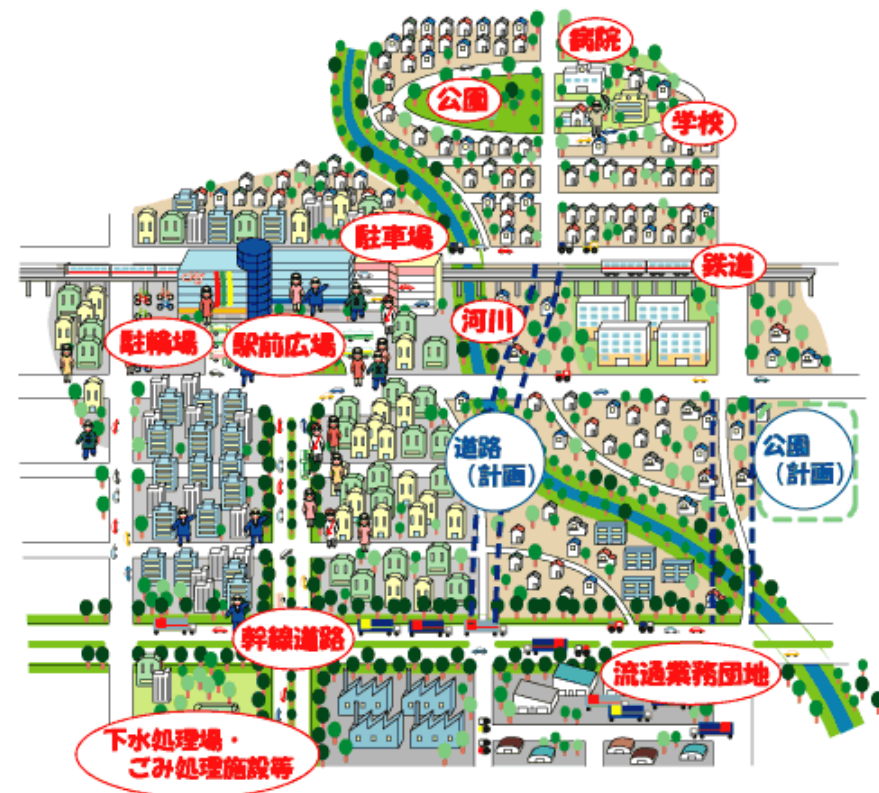 病院
公園
学校
駐車場
鉄道
河川
駐輪場
駅前広場
道路
(計画)
公園
(計画)
幹線道路
流通業務団地
下水処理場・
ごみ処理施設等